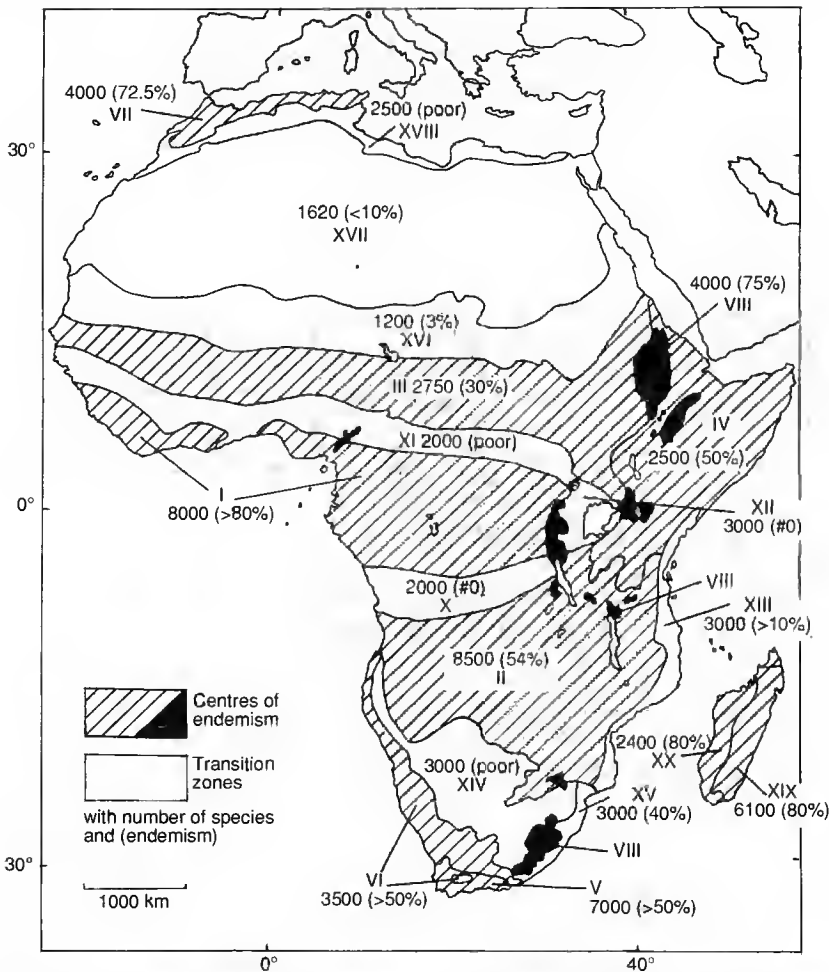 4000 (72.5%)
VII
2500 (poor)
XVIII
30°
1620 (<10%)
XVII
4000 (75%)
VIII
1200 (3%)
XVI
III 2750 (30%)
IV
2500 (50%)
XI 2000 (poor)
I
8000 (>80%)
0°
XII
3000 (#0)
2000 (#0)
X
VIII
XIII
3000 (>10%)
8500 (54%)
II
Centres of
endemism
Transition
zones
with number of species
and (endemism)
3000 (poor)
XIV
2400 (80%)
XX
XIX
6100 (80%)
XV
3000 (40%)
VIII
30°
1000 km
VI
3500 (>50%)
V
7000 (>50%)
0°
40°